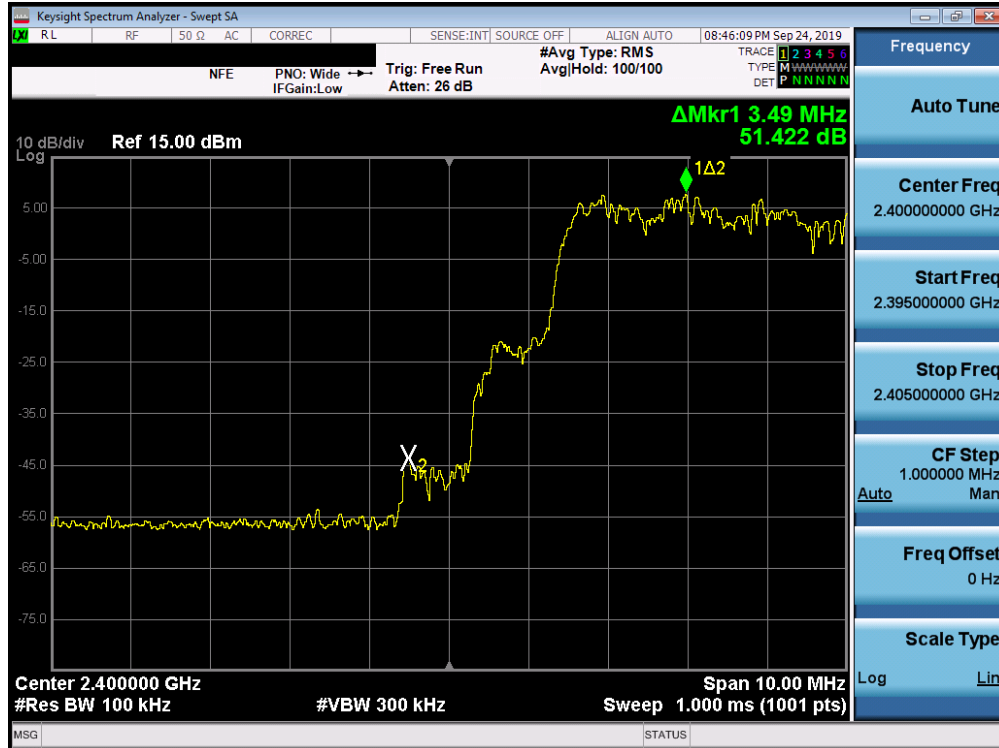 Keysight Spectrum Analyzer - Swept SA
LXI RL RF 50 Ω AC CORREC SENSE:INT SOURCE OFF ALIGN AUTO 08:46:09 PM Sep 24, 2019
NFE PNO: Wide Trig: Free Run #Avg Type: RMS TRACE 1 2 3 4 5 6
IFGain:Low Atten: 26 dB Avg|Hold: 100/100 TYPE M WWWWW
DET P N N N N N
ΔMkr1 3.49 MHz
51.422 dB
10 dB/div Ref 15.00 dBm
Log
1Δ2
5.00
-5.00
-15.0
-25.0
-35.0
-45.0
2
-55.0
-65.0
-75.0
Center 2.400000 GHz Span 10.00 MHz
#Res BW 100 kHz #VBW 300 kHz Sweep 1.000 ms (1001 pts)
MSG STATUS
Frequency
Auto Tune
Center Freq
2.400000000 GHz
Start Freq
2.395000000 GHz
Stop Freq
2.405000000 GHz
CF Step
1.000000 MHz
Auto Man
Freq Offset
0 Hz
Scale Type
Log Lin